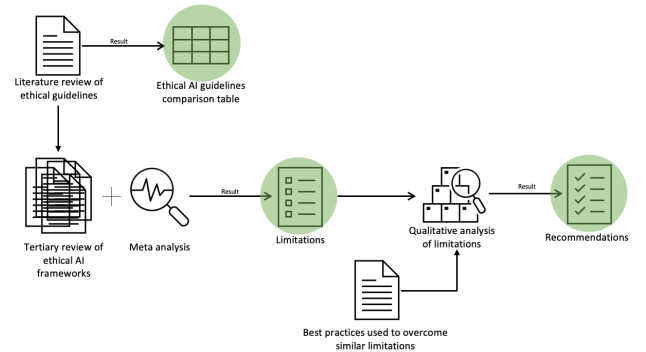 Result
Literature review of
ethical guidelines
Ethical AI guidelines
comparison table
Result
Result
Tertiary review of
ethical AI
frameworks
Meta analysis
Limitations
Qualitative analysis
of limitations
Recommendations
Best practices used to overcome
similar limitations